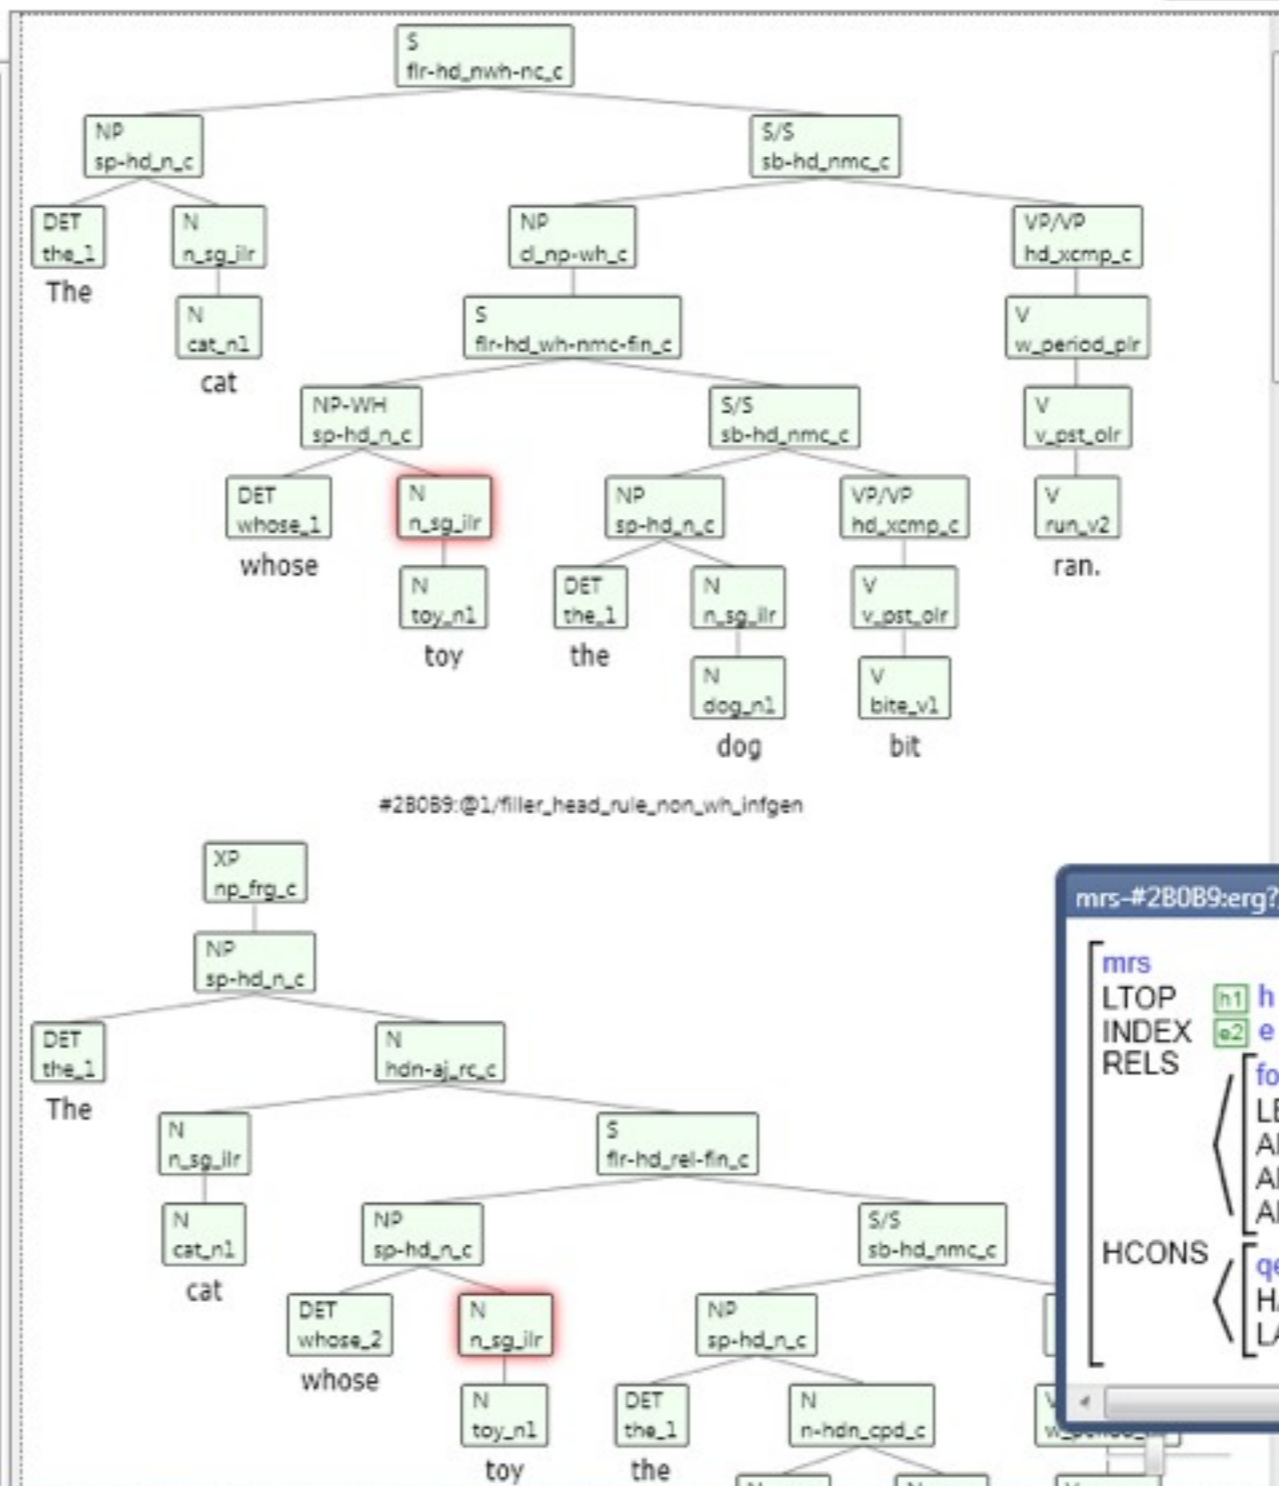 S
flr-hd_nwh-nc_c
NP
sp-hd_n_c
S/S
sb-hd_nmc_c
DET
the_1
N
n_sg_ilr
NP
cl_np-wh_c
VP/VP
hd_xcmp_c
The
N
cat_n1
S
flr-hd_wh-nmc-fin_c
V
w_period_plr
cat
NP-WH
sp-hd_n_c
S/S
sb-hd_nmc_c
V
v_pst_olr
DET
whose_1
N
n_sg_ilr
NP
sp-hd_n_c
VP/VP
hd_xcmp_c
V
run_v2
whose
ran.
N
toy_n1
DET
the_1
N
n_sg_ilr
V
v_pst_olr
toy
the
N
dog_n1
V
bite_v1
dog
bit
#2B0B9:@1/filler_head_rule_non_wh_infgen
XP
np_frg_c
NP
sp-hd_n_c
DET
the_1
N
hdn-aj_rc_c
The
N
n_sg_ilr
S
flr-hd_rel-fin_c
N
cat_n1
NP
sp-hd_n_c
S/S
sb-hd_nmc_c
cat
DET
whose_2
N
n_sg_ilr
NP
sp-hd_n_c
whose
N
toy_n1
DET
the_1
N
n-hdn_cpd_c
toy
the
mrs-#2B0B9:erg?
mrs
LTOP h1 h
INDEX e2 e
RELS
HCONS